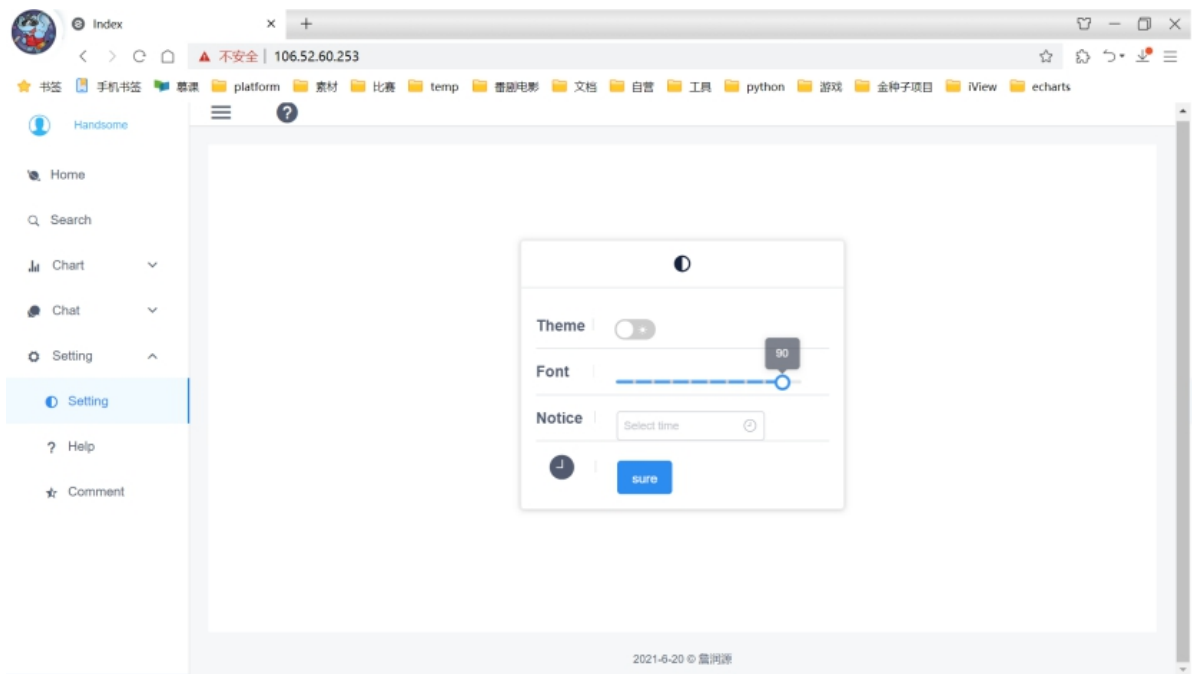 Index
不安全 106.52.60.253
书签 手机书签 慕课 platform 素材 比赛 temp 番剧电影 文档 自营 工具 python 游戏 金种子项目 iView echarts
Handsome
Home
Search
Chart
Chat
Setting
Setting
Help
Comment
Theme
90
Font
Notice Select time
sure
2021-6-20 © 詹润源